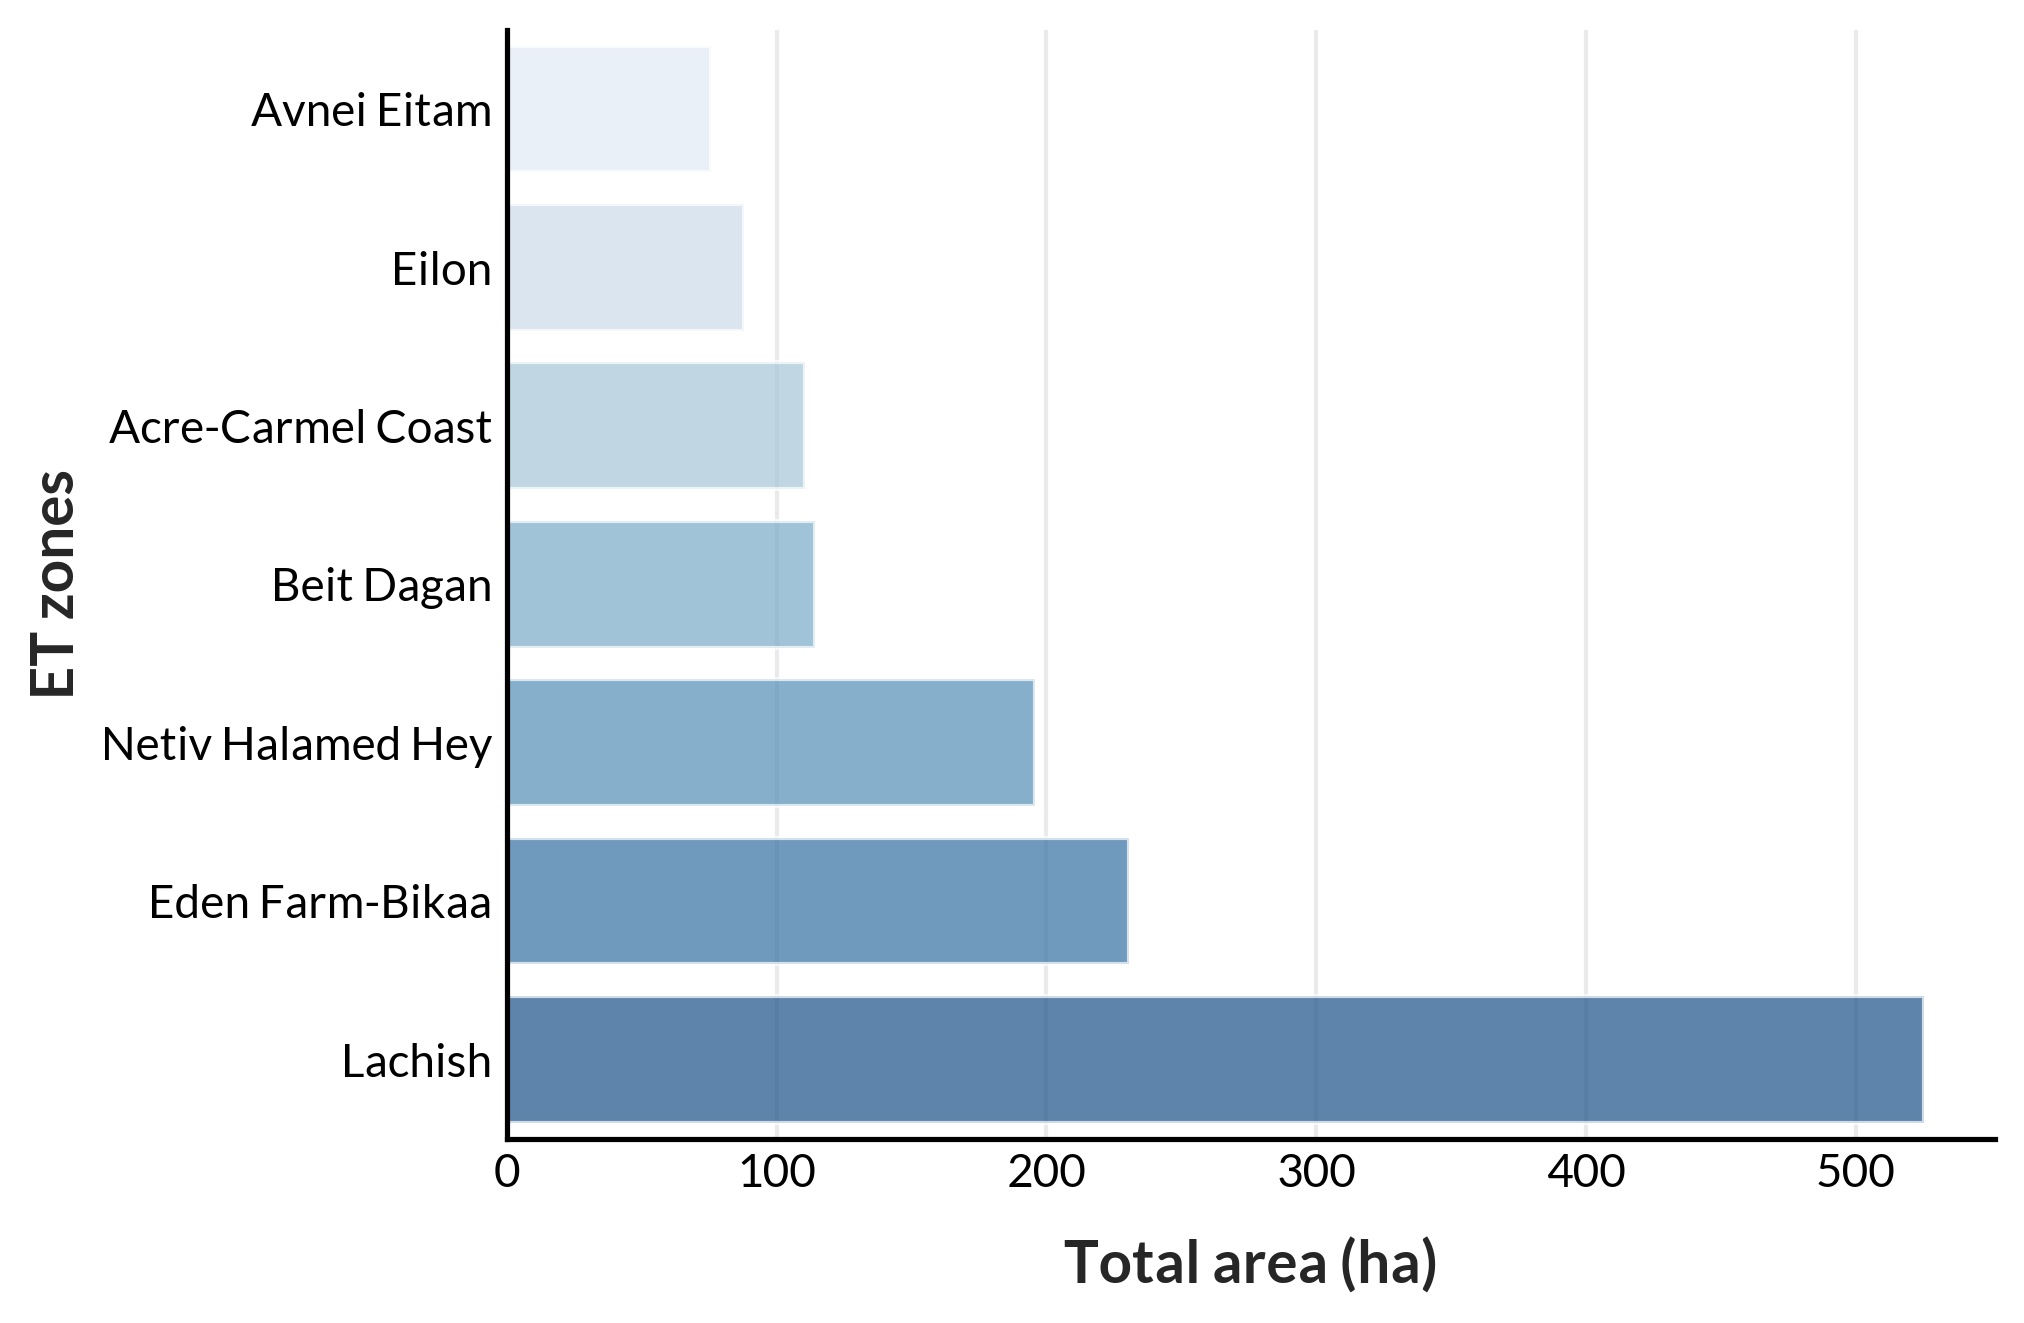 Avnei Eitam
Eilon
Acre-Carmel Coast
Beit Dagan
Netiv Halamed Hey
Eden Farm-Bikaa
Lachish
ET zones
0 100 200 300 400 500
Total area (ha)